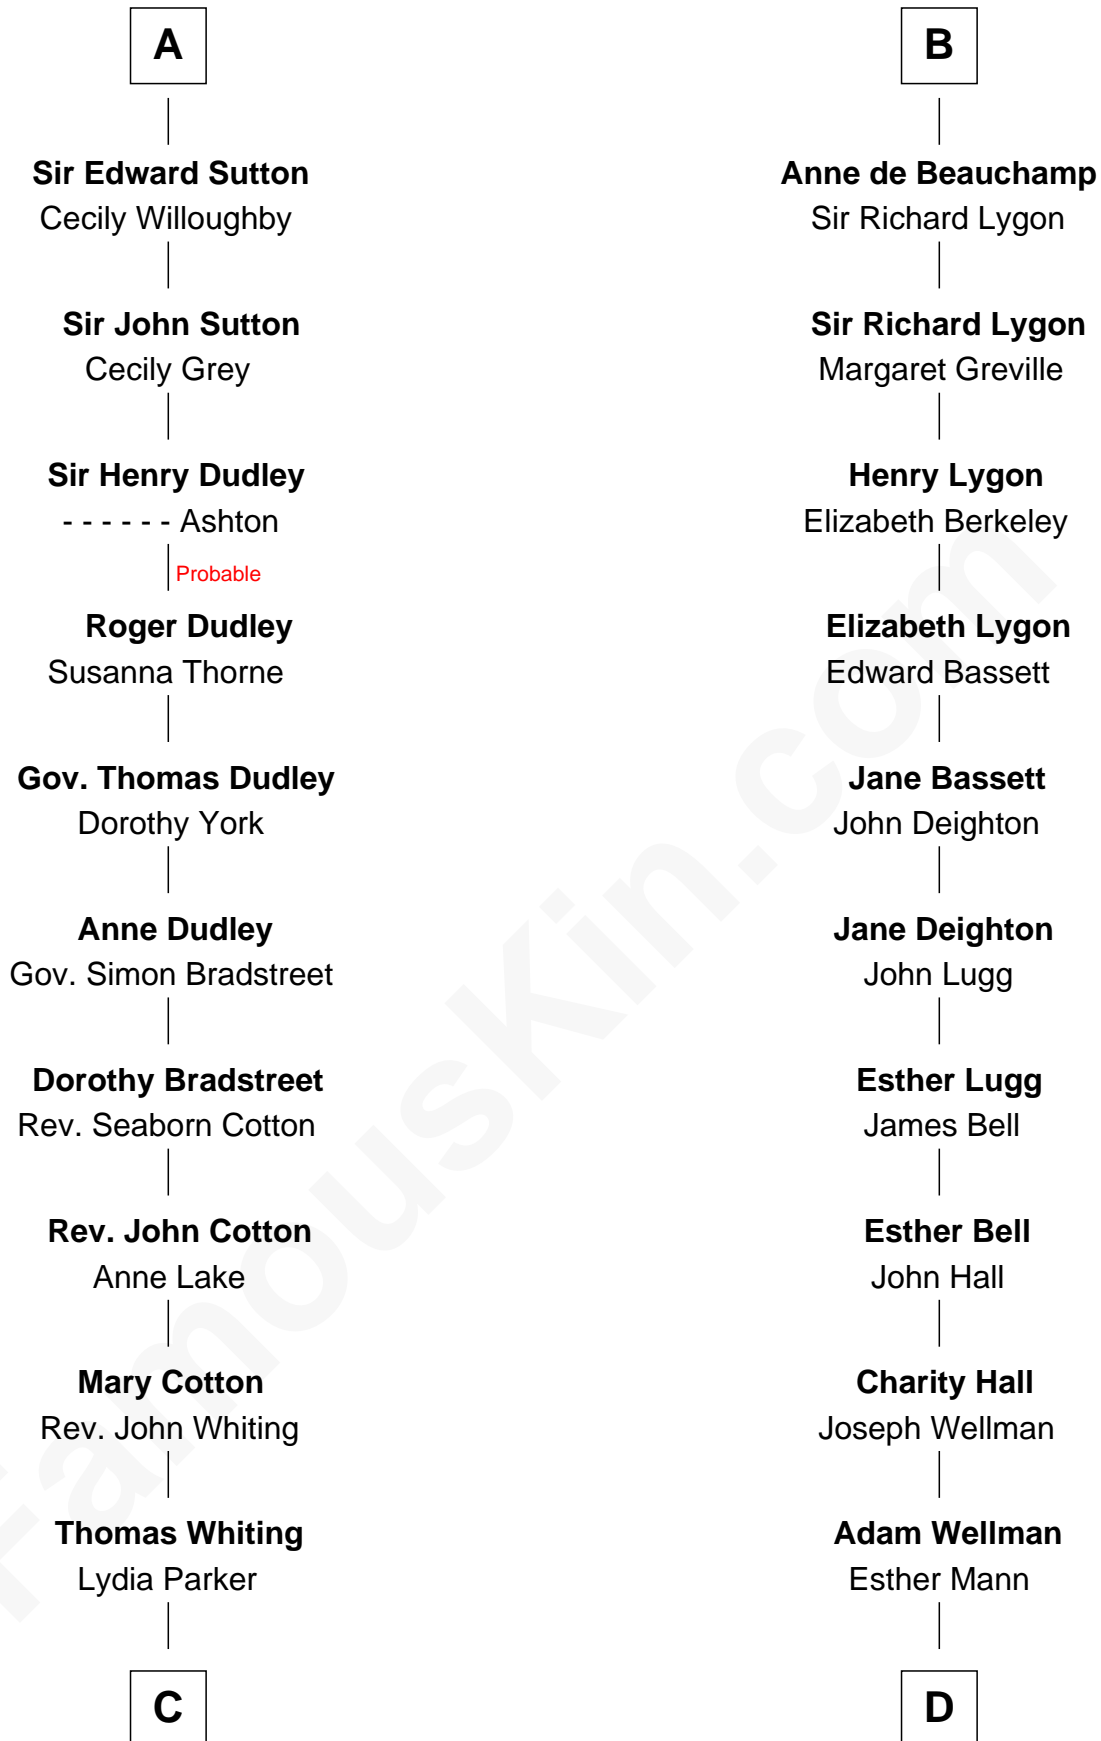 A
Sir Edward Sutton
Cecily Willoughby
Sir John Sutton
Cecily Grey
Sir Henry Dudley
- - - - - - Ashton
Probable
Roger Dudley
Susanna Thorne
Gov. Thomas Dudley
Dorothy York
Anne Dudley
Gov. Simon Bradstreet
Dorothy Bradstreet
Rev. Seaborn Cotton
Rev. John Cotton
Anne Lake
Mary Cotton
Rev. John Whiting
Thomas Whiting
Lydia Parker
C
B
Anne de Beauchamp
Sir Richard Lygon
Sir Richard Lygon
Margaret Greville
Henry Lygon
Elizabeth Berkeley
Elizabeth Lygon
Edward Bassett
Jane Bassett
John Deighton
Jane Deighton
John Lugg
Esther Lugg
James Bell
Esther Bell
John Hall
Charity Hall
Joseph Wellman
Adam Wellman
Esther Mann
D
FamousKin.com